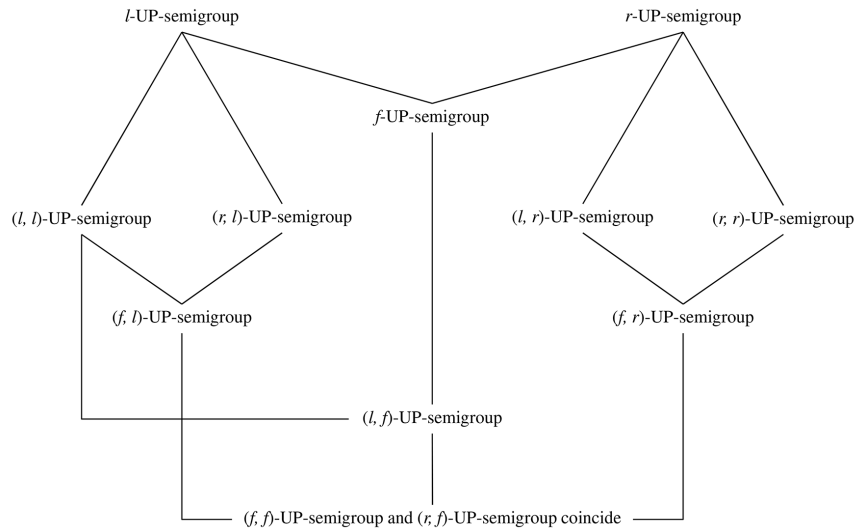 l-UP-semigroup
r-UP-semigroup
f-UP-semigroup
(l, l)-UP-semigroup
(r, l)-UP-semigroup
(l, r)-UP-semigroup
(r, r)-UP-semigroup
(f, l)-UP-semigroup
(f, r)-UP-semigroup
(l, f)-UP-semigroup
(f, f)-UP-semigroup and (r, f)-UP-semigroup coincide